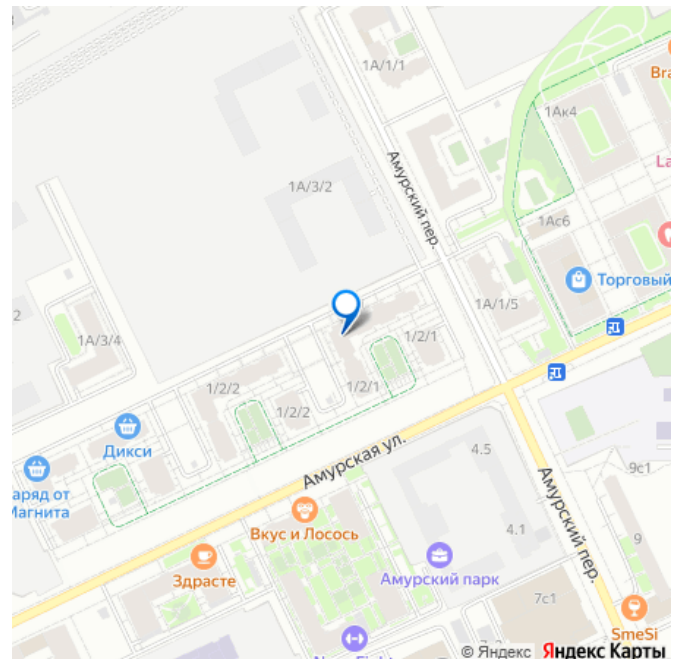 1А/1/1
Bra
1Ак4
La
Амурский пер.
1А/3/2
1Ас6
Торговый
2
1А/3/4
1А/1/5
1/2/1
1/2/2
1/2/1
1/2/2
Дикси
Амурская ул.
4.5
аряд от
Магнита
9с1
Вкус и Лосось
4.1
Амурский пер.
9
Здрасте
Амурский парк
7с1
SmeSi
© Яндекс Яндекс Карты